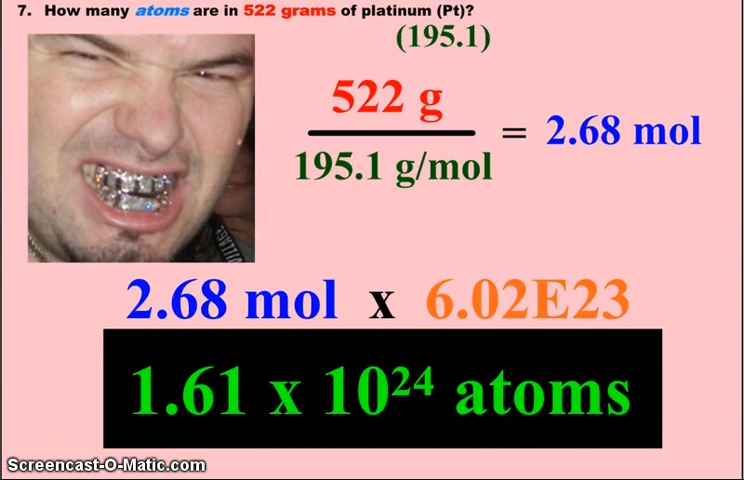 7. How many atoms are in 522 grams of platinum (Pt)?
(195.1)
522 g
195.1 g/mol
= 2.68 mol
VILLAGE
2.68 mol x 6.02E23
1.61 x 10²⁴ atoms
Screencast-O-Matic.com